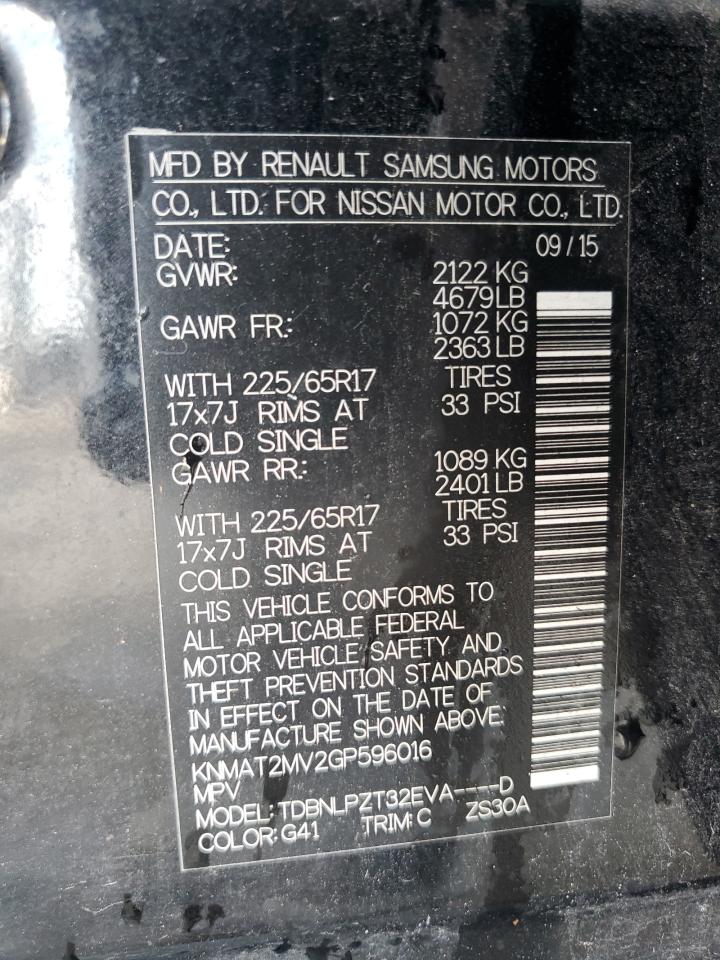 MFD BY RENAULT SAMSUNG MOTORS
CO., LTD. FOR NISSAN MOTOR CO., LTD.
DATE: 09/15
GVWR: 2122 KG
4679LB
GAWR FR.: 1072 KG
2363 LB
WITH 225/65R17 TIRES
17x7J RIMS AT 33 PSI
COLD SINGLE
GAWR RR.: 1089 KG
2401 LB
WITH 225/65R17 TIRES
17x7J RIMS AT 33 PSI
COLD SINGLE
THIS VEHICLE CONFORMS TO
ALL APPLICABLE FEDERAL
MOTOR VEHICLE SAFETY AND
THEFT PREVENTION STANDARDS
IN EFFECT ON THE DATE OF
MANUFACTURE SHOWN ABOVE.
KNMAT2MV2GP596016
MPV
MODEL: TDBNLPZT32EVA----D
COLOR: G41 TRIM: C ZS30A